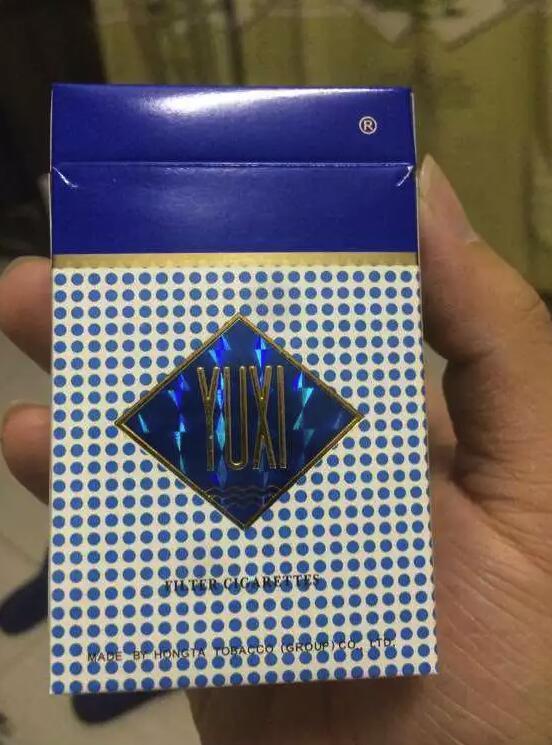 ®
YUXI
FILTER CIGARETTES
MADE BY HONGTA TOBACCO (GROUP) CO., LTD.